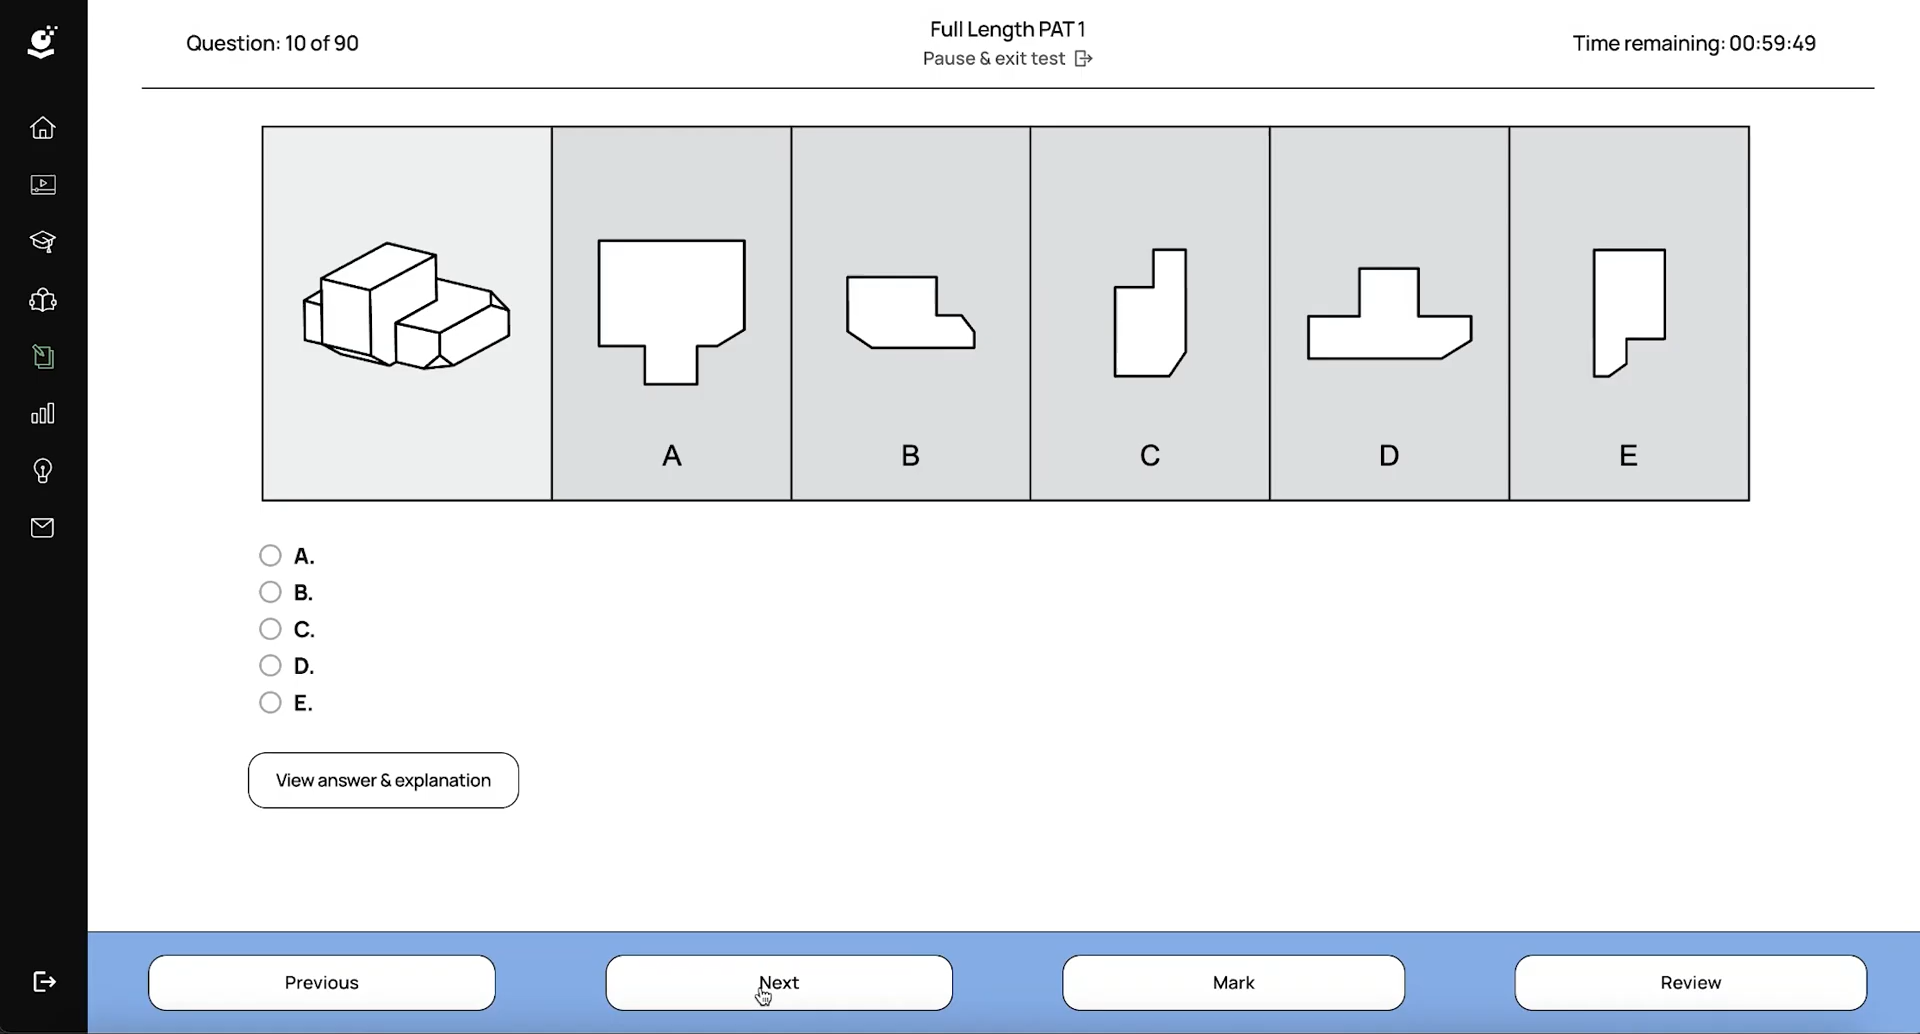 Question: 10 of 90
Full Length PAT 1
Pause & exit test
Time remaining: 00:59:49
A
B
C
D
E
A.
B.
C.
D.
E.
View answer & explanation
Previous
Next
Mark
Review